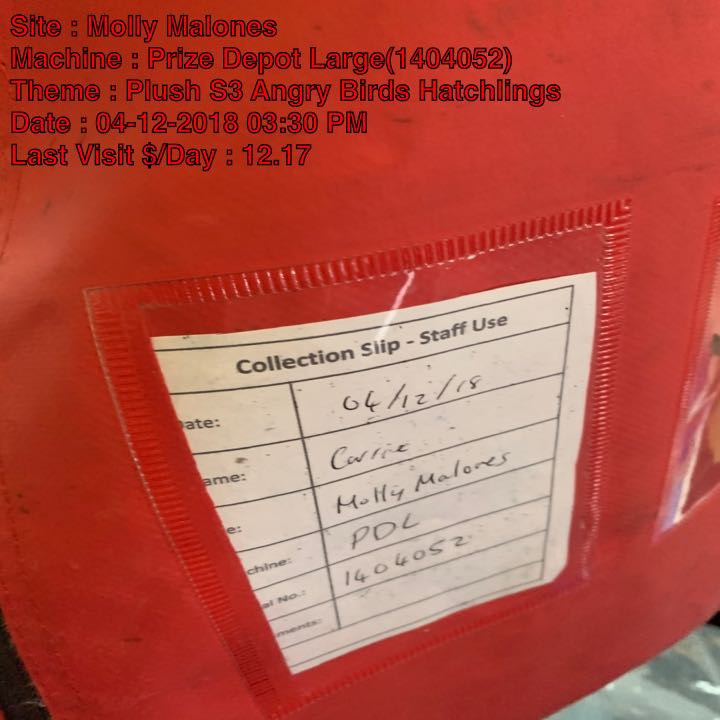 Site : Molly Malones
Machine : Prize Depot Large(1404052)
Theme : Plush S3 Angry Birds Hatchlings
Date : 04-12-2018 03:30 PM
Last Visit $/Day : 12.17
Collection Slip - Staff Use
ate: 04/12/18
ame: Carrie
e: Molly Malones
chine: PDL
al No.: 1404052
ments: